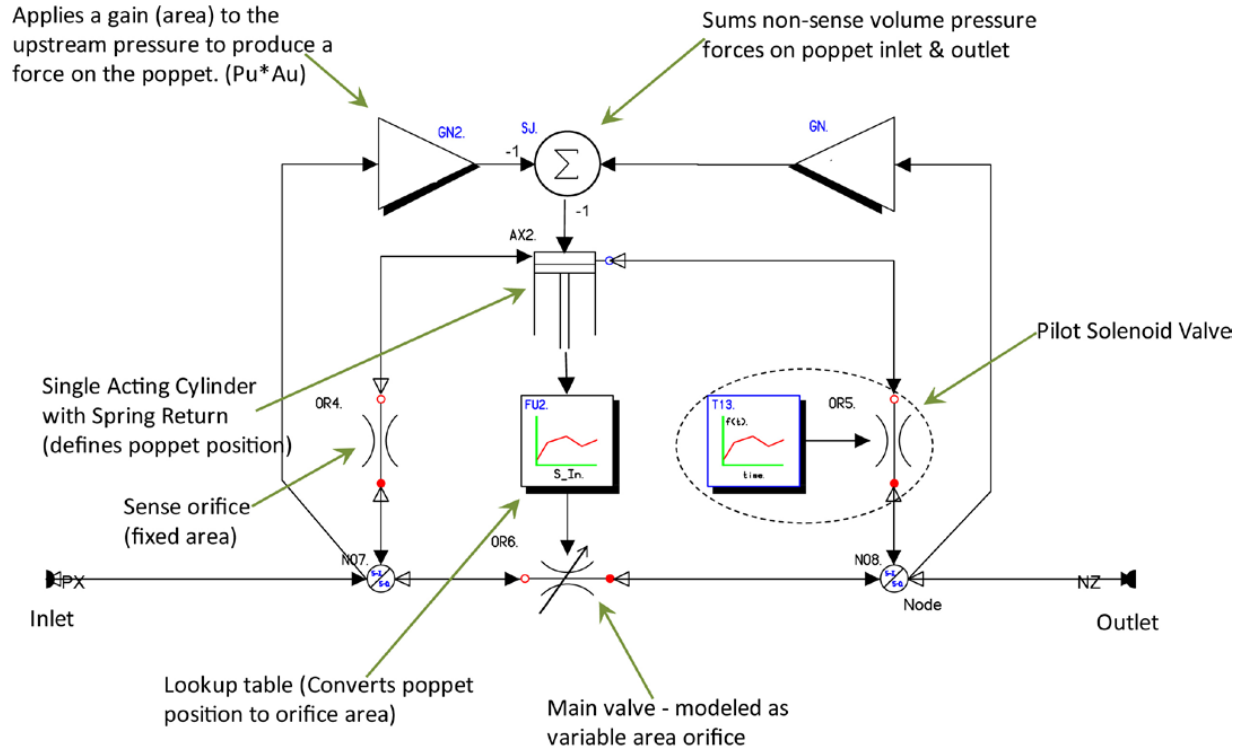 Applies a gain (area) to the
upstream pressure to produce a
force on the poppet. (Pu*Au)
Sums non-sense volume pressure
forces on poppet inlet & outlet
GN2.
SJ.
GN.
-1
Σ
-1
AX2.
Pilot Solenoid Valve
Single Acting Cylinder
with Spring Return
(defines poppet position)
OR4.
FU2.
S_In.
T13.
f(t).
time.
OR5.
Sense orifice
(fixed area)
NO7.
OR6.
NO8.
S-I
S-Q
S-I
S-Q
PX
NZ
Node
Inlet
Outlet
Lookup table (Converts poppet
position to orifice area)
Main valve - modeled as
variable area orifice